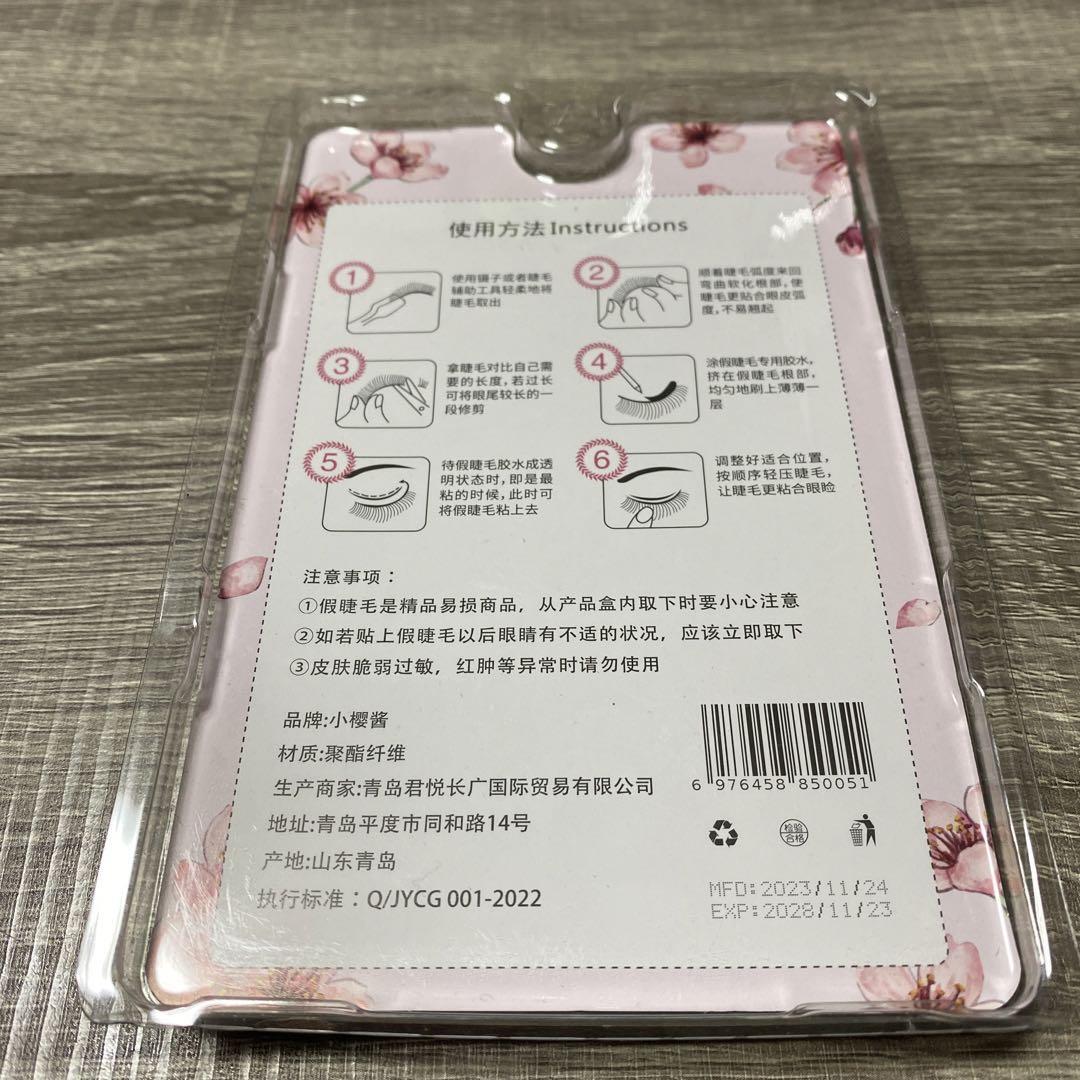 使用方法Instructions
1
使用镊子或者睫毛
辅助工具轻柔地将
睫毛取出
2
顺着睫毛弧度来回
弯曲软化根部，使
睫毛更贴合眼皮弧
度，不易翘起
3
拿睫毛对比自己需
要的长度，若过长
可将眼尾较长的一
段修剪
4
涂假睫毛专用胶水，
挤在假睫毛根部，
均匀地刷上薄薄一
层
5
待假睫毛胶水成透
明状态时，即是最
粘的时候，此时可
将假睫毛粘上去
6
调整好适合位置，
按顺序轻压睫毛，
让睫毛更粘合眼睑
注意事项：
①假睫毛是精品易损商品，从产品盒内取下时要小心注意
②如若贴上假睫毛以后眼睛有不适的状况，应该立即取下
③皮肤脆弱过敏，红肿等异常时请勿使用
品牌:小樱酱
材质:聚酯纤维
生产商家:青岛君悦长广国际贸易有限公司
地址:青岛平度市同和路14号
产地:山东青岛
执行标准：Q/JYCG 001-2022
6 976458 850051
检验
合格
MFD:2023/11/24
EXP:2028/11/23